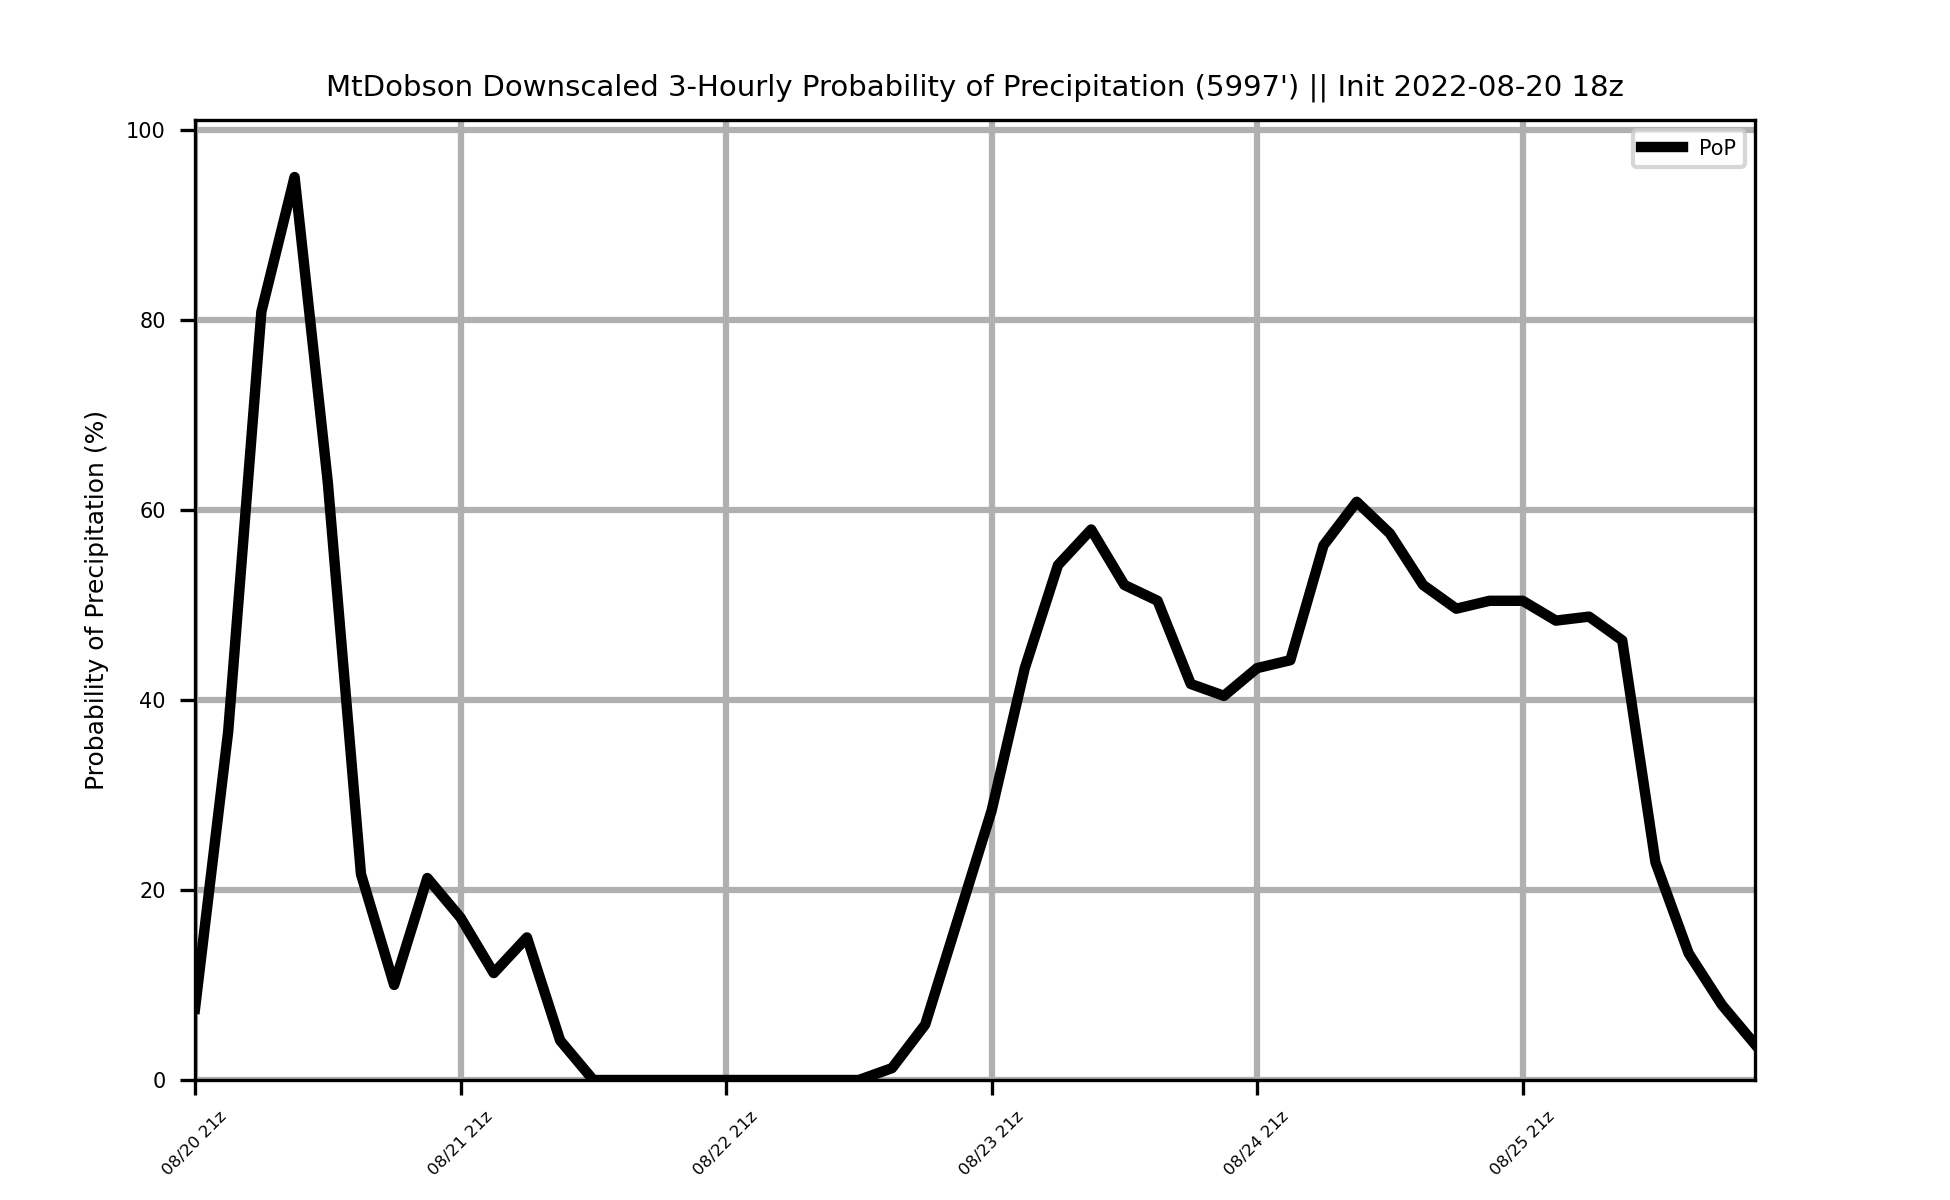 MtDobson Downscaled 3-Hourly Probability of Precipitation (5997') || Init 2022-08-20 18z
PoP
Probability of Precipitation (%)
100
80
60
40
20
0
08/20 21z
08/21 21z
08/22 21z
08/23 21z
08/24 21z
08/25 21z